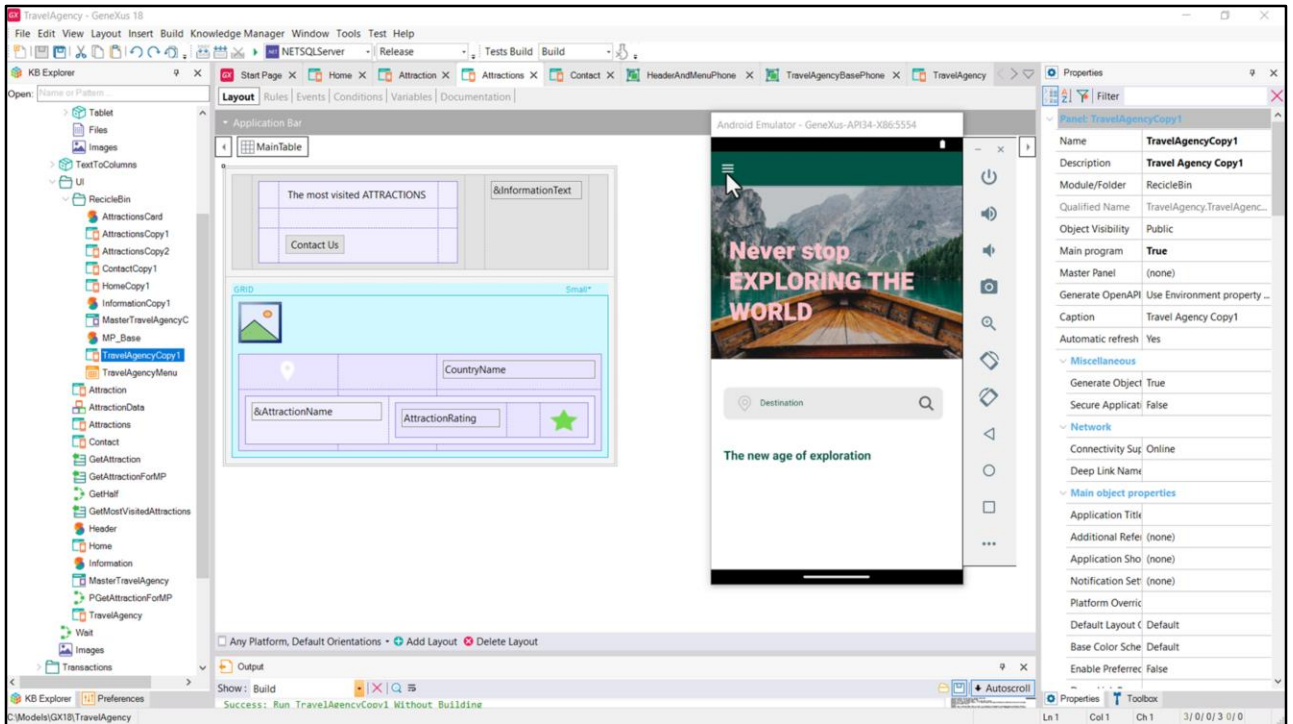 TravelAgency - GeneXus 18
File Edit View Layout Insert Build Knowledge Manager Window Tools Test Help
NETSQLServer Release Tests Build Build
KB Explorer
Open: Name or Pattern...
Tablet
Files
Images
TextToColumns
UI
RecicleBin
AttractionsCard
AttractionsCopy1
AttractionsCopy2
ContactCopy1
HomeCopy1
InformationCopy1
MasterTravelAgencyC
MP_Base
TravelAgencyCopy1
TravelAgencyMenu
Attraction
AttractionData
Attractions
Contact
GetAttraction
GetAttractionForMP
GetHalf
GetMostVisitedAttractions
Header
Home
Information
MasterTravelAgency
PGetAttractionForMP
TravelAgency
Wait
Images
Transactions
KB Explorer Preferences
C:\Models\GX18\TravelAgency
Start Page Home Attraction Attractions Contact HeaderAndMenuPhone TravelAgencyBasePhone TravelAgency
Layout Rules Events Conditions Variables Documentation
Application Bar
MainTable
The most visited ATTRACTIONS
&InformationText
Contact Us
GRID Small*
CountryName
&AttractionName
AttractionRating
Any Platform, Default Orientations Add Layout Delete Layout
Output
Show: Build Autoscroll
Success: Run TravelAgencyCopy1 Without Building
Android Emulator - GeneXus-API34-X86:5554
Never stop
EXPLORING THE
WORLD
Destination
The new age of exploration
Properties
Filter
Panel: TravelAgencyCopy1
Name TravelAgencyCopy1
Description Travel Agency Copy1
Module/Folder RecicleBin
Qualified Name TravelAgency.TravelAgenc...
Object Visibility Public
Main program True
Master Panel (none)
Generate OpenAPI Use Environment property ...
Caption Travel Agency Copy1
Automatic refresh Yes
Miscellaneous
Generate Object True
Secure Applicati False
Network
Connectivity Sup Online
Deep Link Name
Main object properties
Application Title
Additional Refer (none)
Application Sho (none)
Notification Set (none)
Platform Overric
Default Layout ( Default
Base Color Sche Default
Enable Preferrec False
Properties Toolbox
Ln 1 Col 1 Ch 1 3/ 0/ 0/ 3 0/ 0